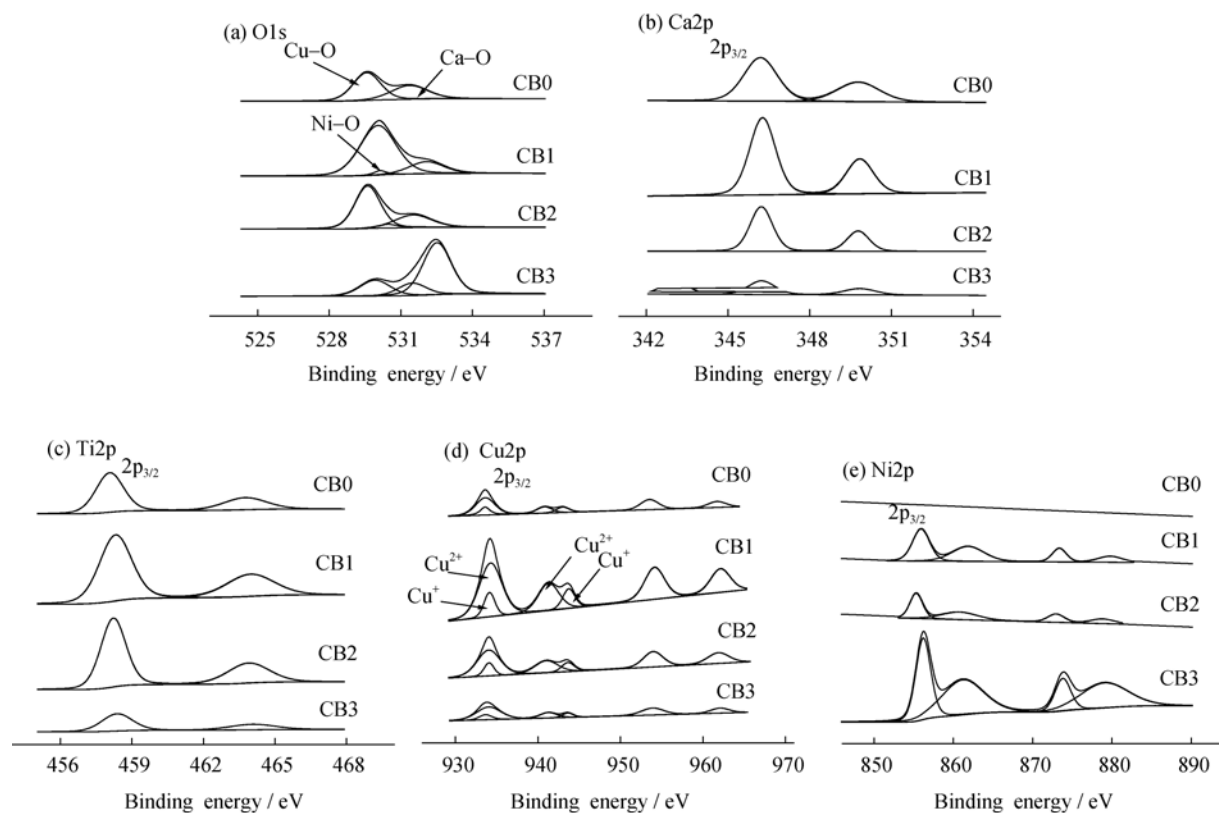 (a) O1s
Cu–O
Ca–O
CB0
Ni–O
CB1
CB2
CB3
525 528 531 534 537
Binding energy / eV
(b) Ca2p
2p3/2
CB0
CB1
CB2
CB3
342 345 348 351 354
Binding energy / eV
(c) Ti2p
2p3/2
CB0
CB1
CB2
CB3
456 459 462 465 468
Binding energy / eV
(d) Cu2p
2p3/2
CB0
Cu2+
Cu+
CB1
Cu2+
Cu+
CB2
CB3
930 940 950 960 970
Binding energy / eV
(e) Ni2p
2p3/2
CB0
CB1
CB2
CB3
850 860 870 880 890
Binding energy / eV